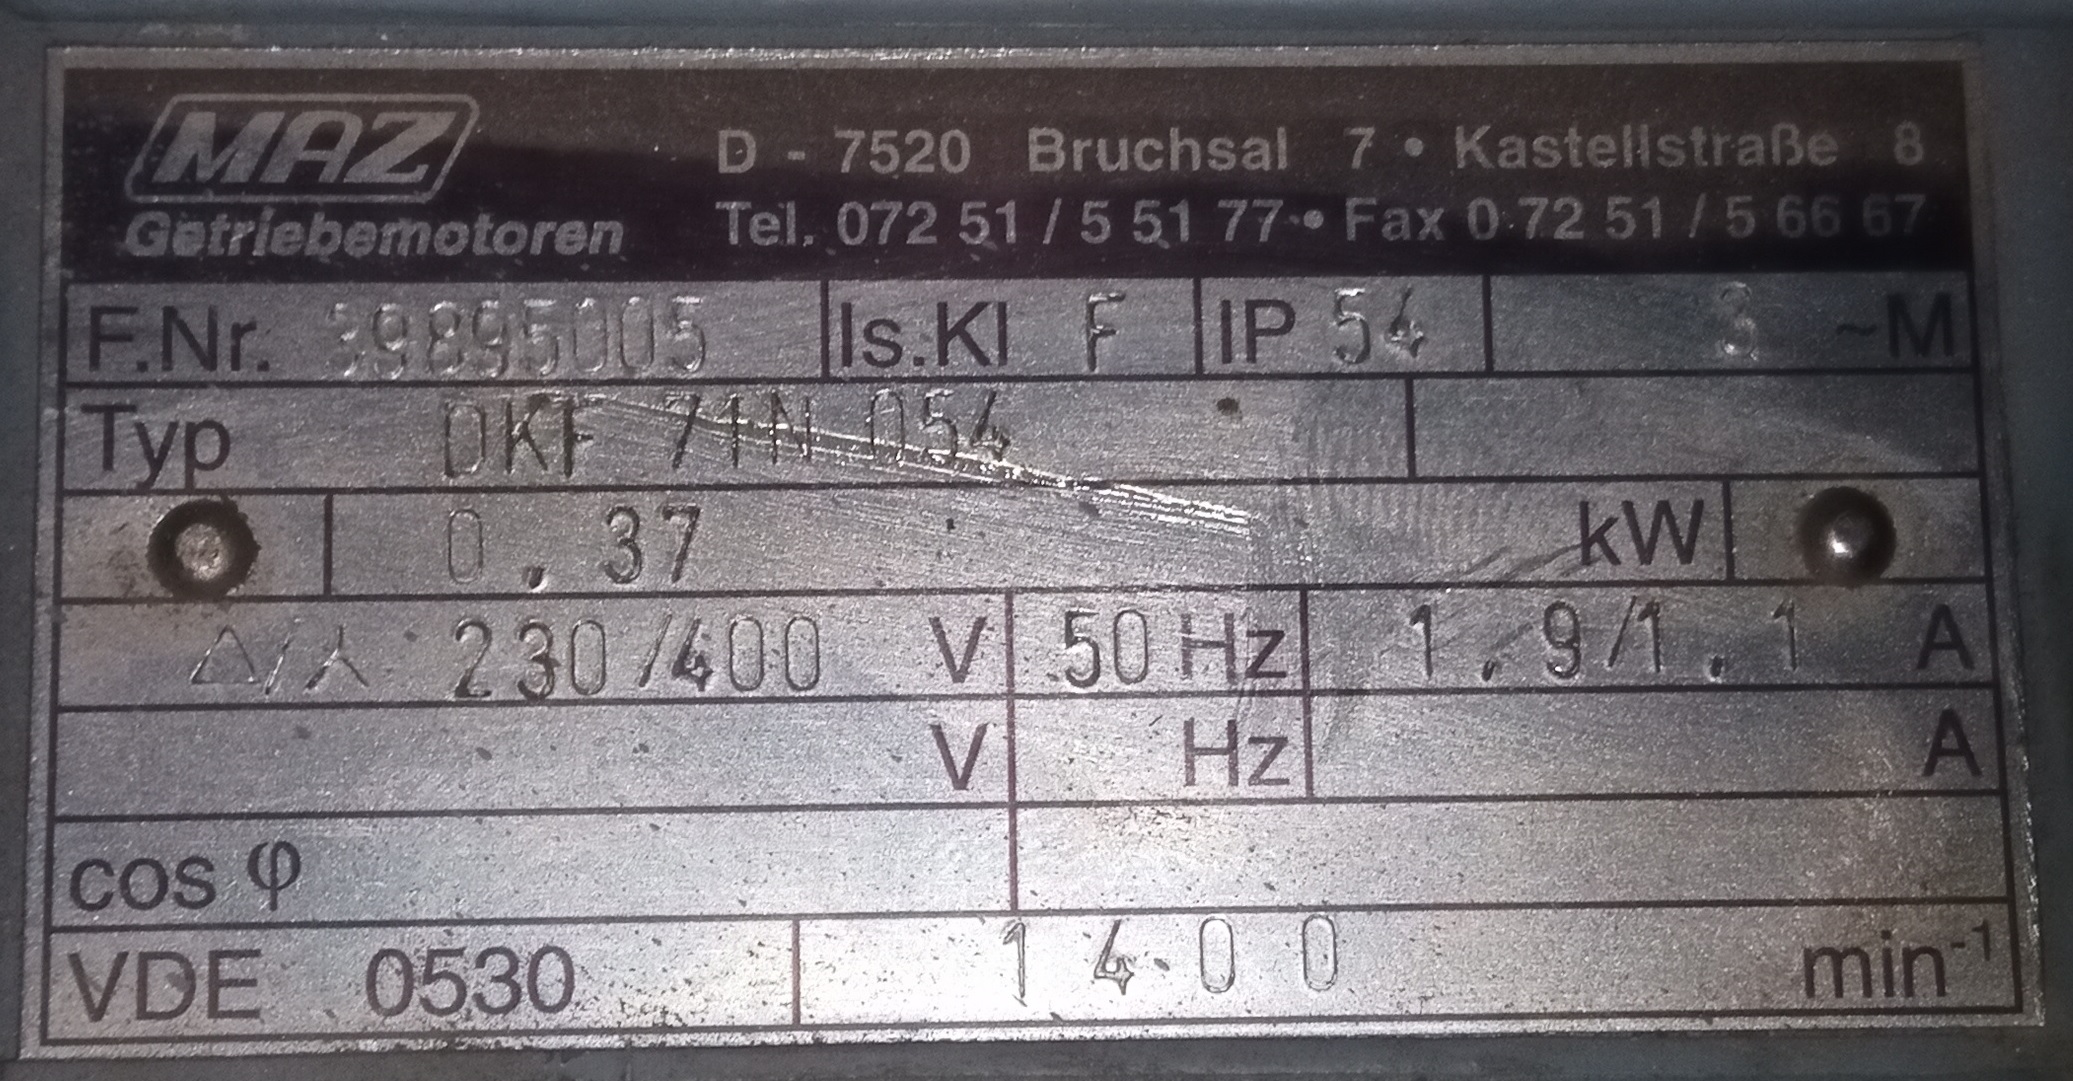 MAZ
Getriebemotoren
D - 7520 Bruchsal 7 • Kastellstraße 8
Tel. 072 51 / 5 51 77 • Fax 0 72 51 / 5 66 67
F.Nr. 39895005 Is.Kl F IP 54 3 ~M
Typ DKF 71N 054
0.37 kW
△/⅄ 230/400 V 50 Hz 1.9/1.1 A
V Hz A
cos φ
VDE 0530 1400 min⁻¹